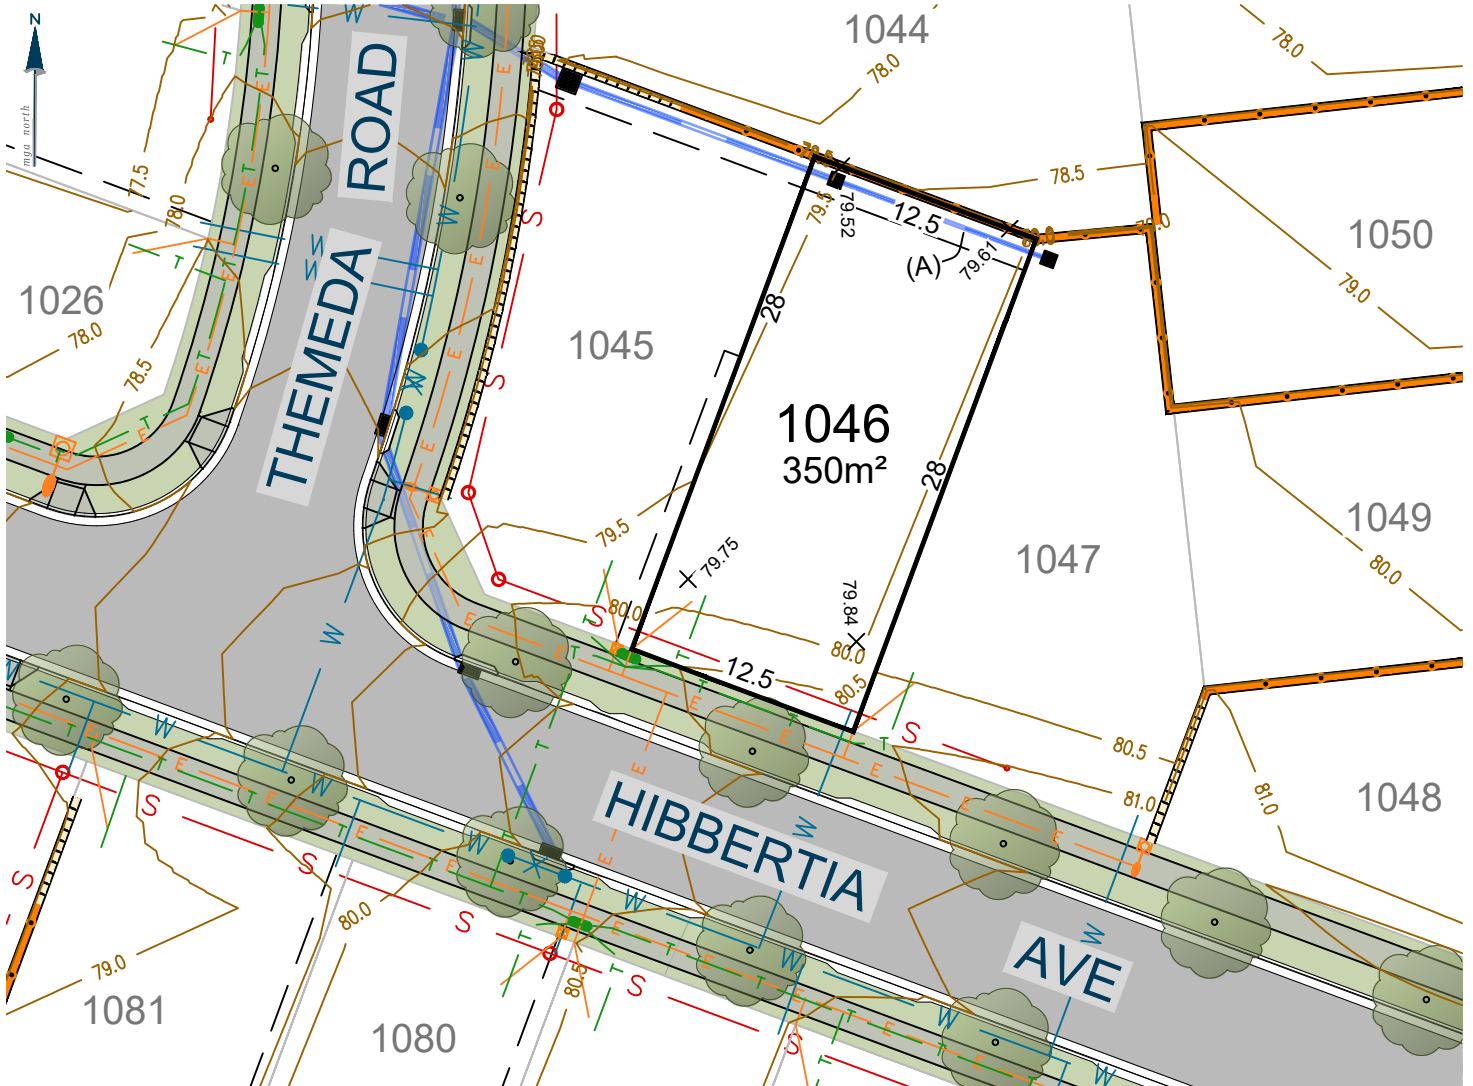 N
mga north
THEMEDA
ROAD
HIBBERTIA
AVE
1044
78.0
78.0
77.5
78.0
78.5
79.0
1050
79.0
1026
78.0
78.5
1045
79.5
79.52
12.5
(A)
79.61
28
28
1046
350m²
79.5
79.75
79.84
80.0
80.0
12.5
80.5
1047
1049
80.0
80.5
81.0
81.0
1048
80.0
79.0
1081
1080
80.5
W
W
W
W
W
W
W
W
W
W
W
W
W
W
S
S
S
S
S
S
S
S
S
S
E
E
E
E
E
E
E
E
E
E
T
T
T
T
T
T
T
T